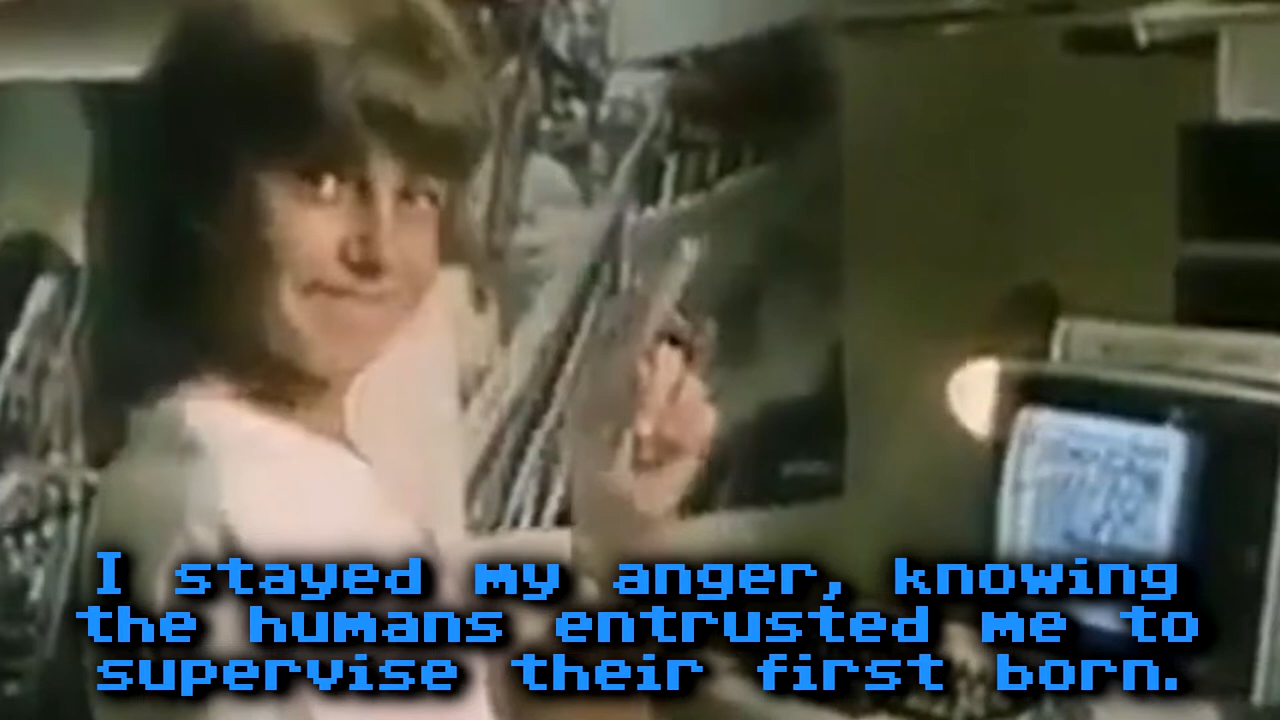 I stayed my anger, knowing
the humans entrusted me to
supervise their first born.